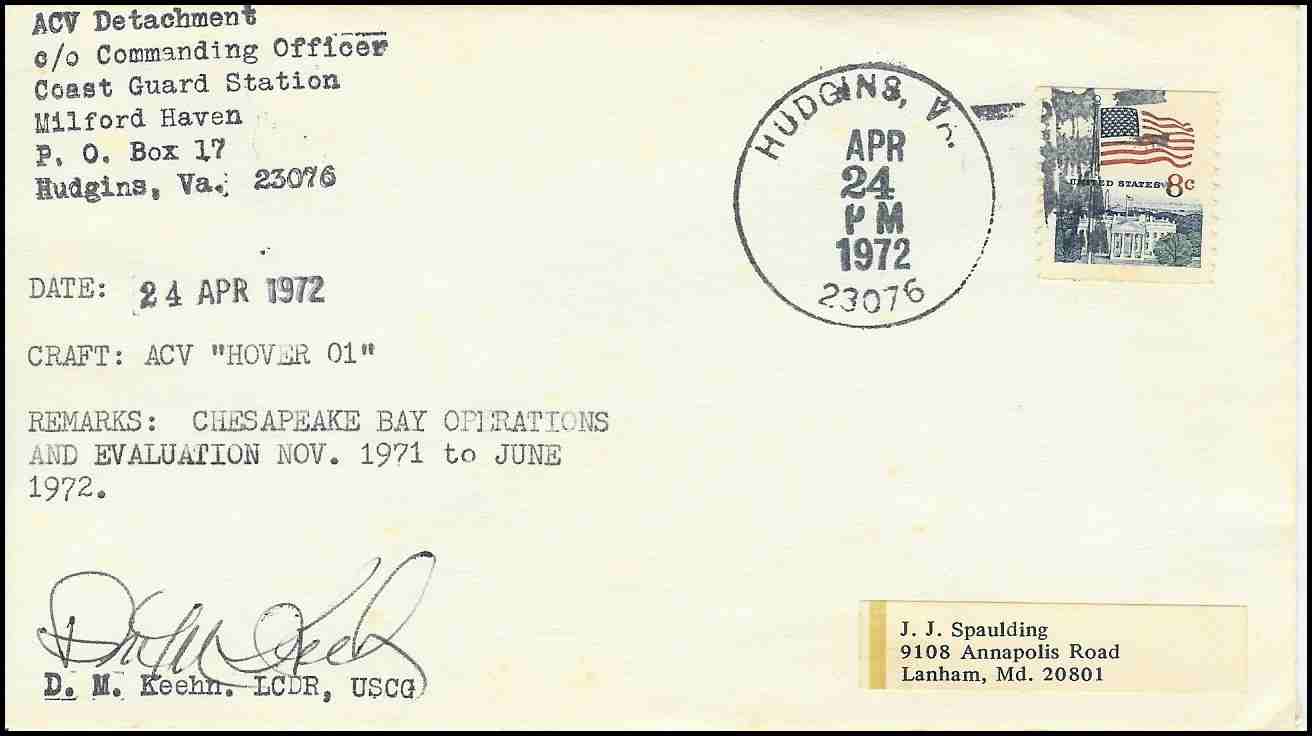 ACV Detachment
c/o Commanding Officer
Coast Guard Station
Milford Haven
P. O. Box 17
Hudgins, Va. 23076
HUDGINS, VA.
APR
24
PM
1972
23076
UNITED STATES 8c
DATE: 24 APR 1972
CRAFT: ACV "HOVER 01"
REMARKS: CHESAPEAKE BAY OPERATIONS
AND EVALUATION NOV. 1971 to JUNE
1972.
D. M. Keehn
D. M. Keehn. LCDR, USCG
J. J. Spaulding
9108 Annapolis Road
Lanham, Md. 20801